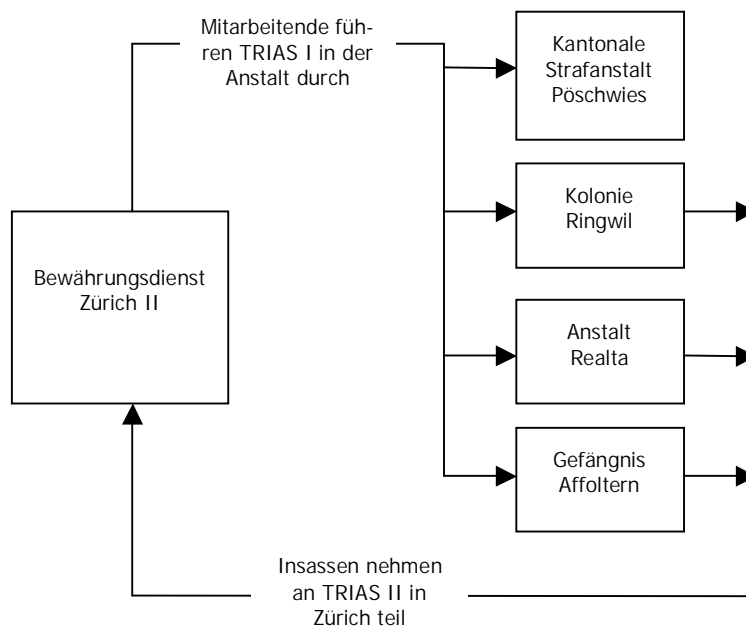 Mitarbeitende füh-
ren TRIAS I in der
Anstalt durch
Kantonale
Strafanstalt
Pöschwies
Kolonie
Ringwil
Bewährungsdienst
Zürich II
Anstalt
Realta
Gefängnis
Affoltern
Insassen nehmen
an TRIAS II in
Zürich teil